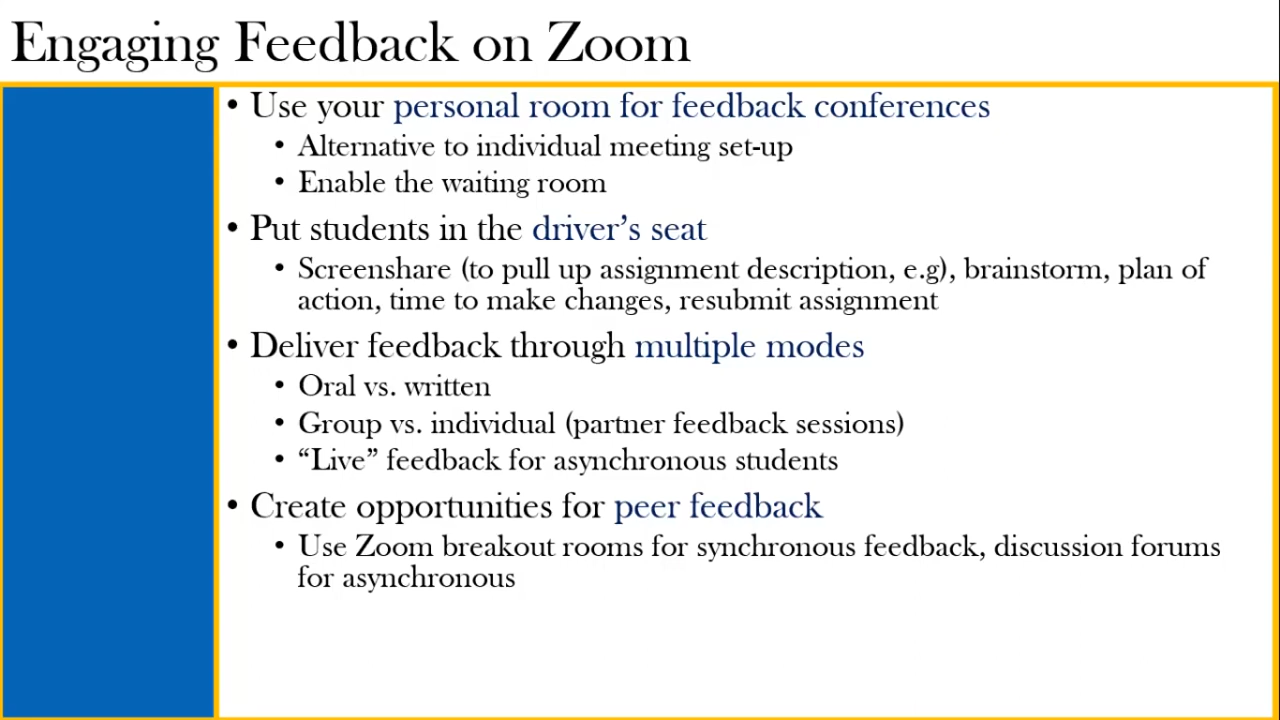 Engaging Feedback on Zoom
• Use your personal room for feedback conferences
• Alternative to individual meeting set-up
• Enable the waiting room
• Put students in the driver’s seat
• Screenshare (to pull up assignment description, e.g), brainstorm, plan of
action, time to make changes, resubmit assignment
• Deliver feedback through multiple modes
• Oral vs. written
• Group vs. individual (partner feedback sessions)
• “Live” feedback for asynchronous students
• Create opportunities for peer feedback
• Use Zoom breakout rooms for synchronous feedback, discussion forums
for asynchronous